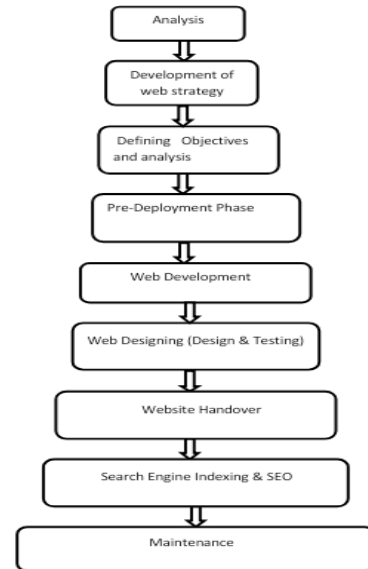 Analysis
Development of
web strategy
Defining Objectives
and analysis
Pre-Deployment Phase
Web Development
Web Designing (Design & Testing)
Website Handover
Search Engine Indexing & SEO
Maintenance